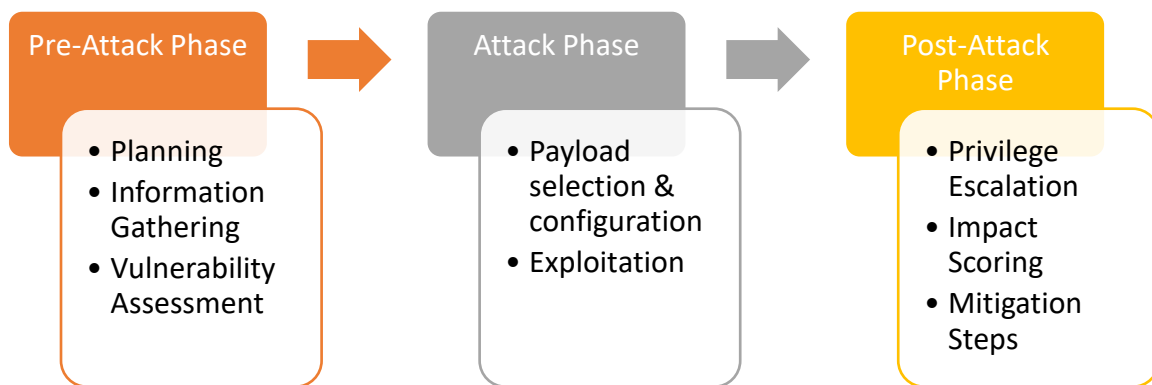 Pre-Attack Phase
• Planning
• Information
Gathering
• Vulnerability
Assessment
Attack Phase
• Payload
selection &
configuration
• Exploitation
Post-Attack
Phase
• Privilege
Escalation
• Impact
Scoring
• Mitigation
Steps